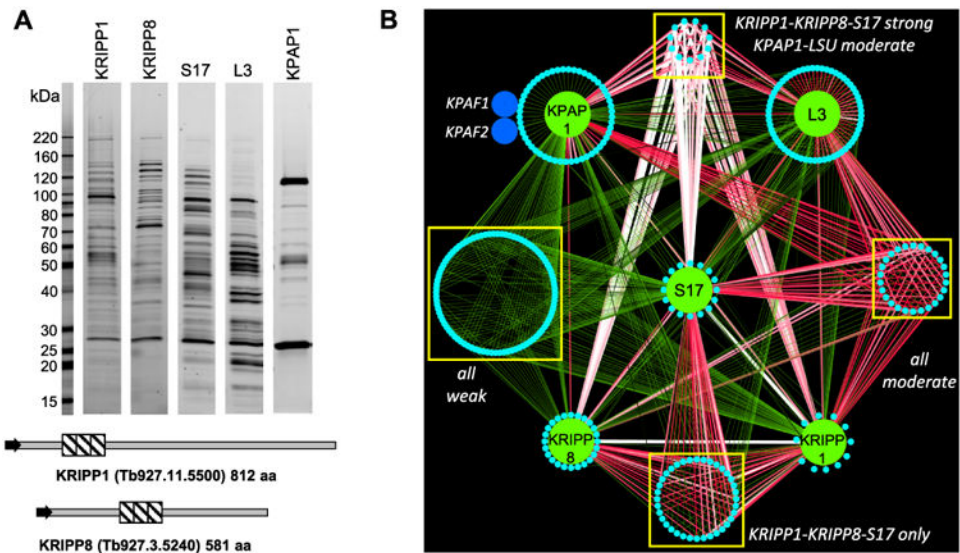 A
KRIPP1
KRIPP8
S17
L3
KPAP1
kDa
220
160
120
100
80
70
60
50
40
30
25
20
15
KRIPP1 (Tb927.11.5500) 812 aa
KRIPP8 (Tb927.3.5240) 581 aa
B
KRIPP1-KRIPP8-S17 strong
KPAP1-LSU moderate
KPAF1
KPAF2
KPAP
1
L3
S17
all
weak
all
moderate
KRIPP
8
KRIPP
1
KRIPP1-KRIPP8-S17 only